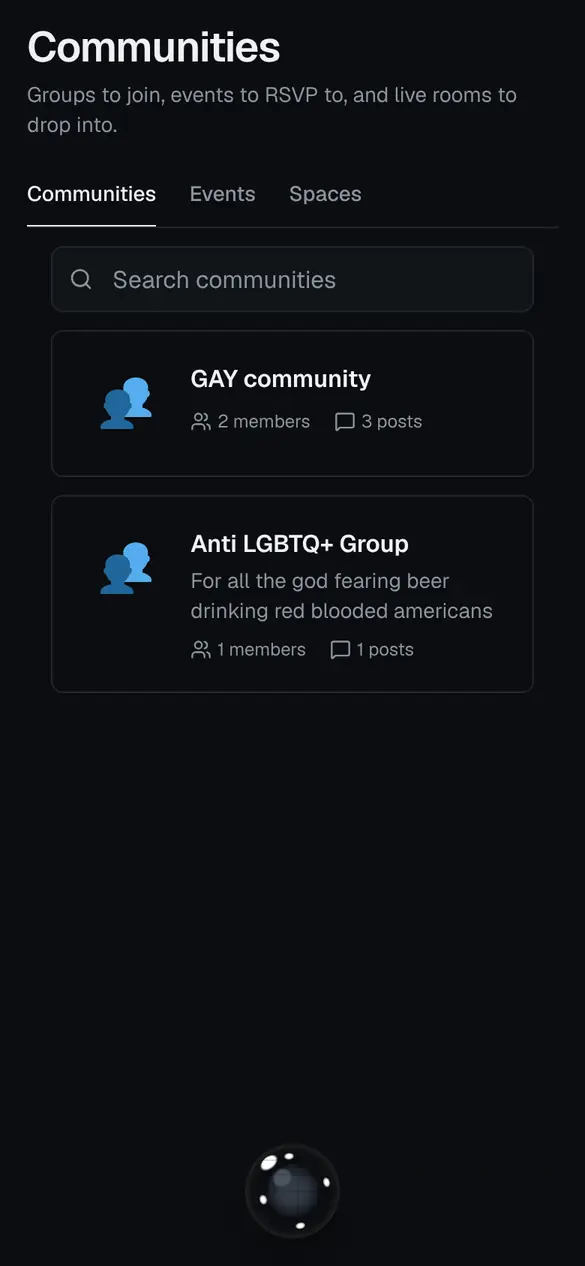 Communities
Groups to join, events to RSVP to, and live rooms to
drop into.
Communities Events Spaces
Search communities
GAY community
2 members 3 posts
Anti LGBTQ+ Group
For all the god fearing beer
drinking red blooded americans
1 members 1 posts